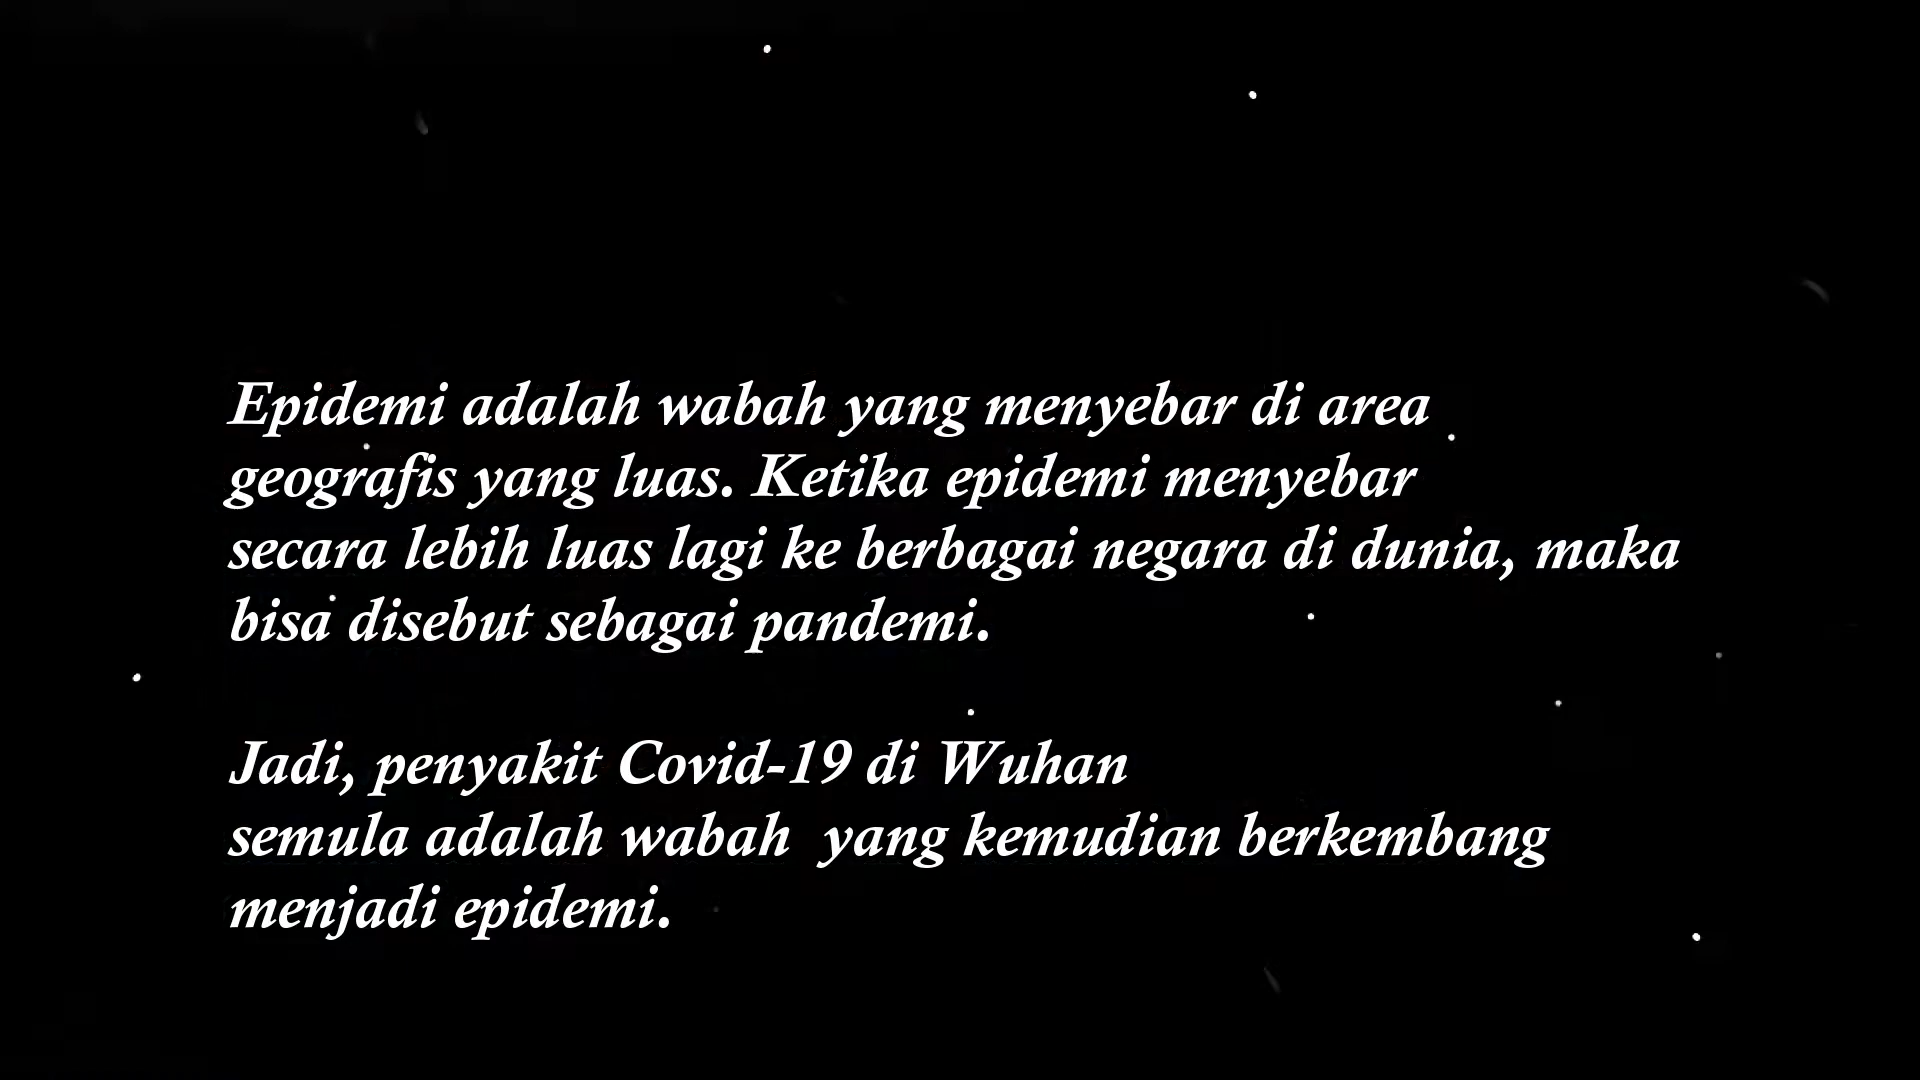 Epidemi adalah wabah yang menyebar di area
geografis yang luas. Ketika epidemi menyebar
secara lebih luas lagi ke berbagai negara di dunia, maka
bisa disebut sebagai pandemi.
Jadi, penyakit Covid-19 di Wuhan
semula adalah wabah  yang kemudian berkembang
menjadi epidemi.